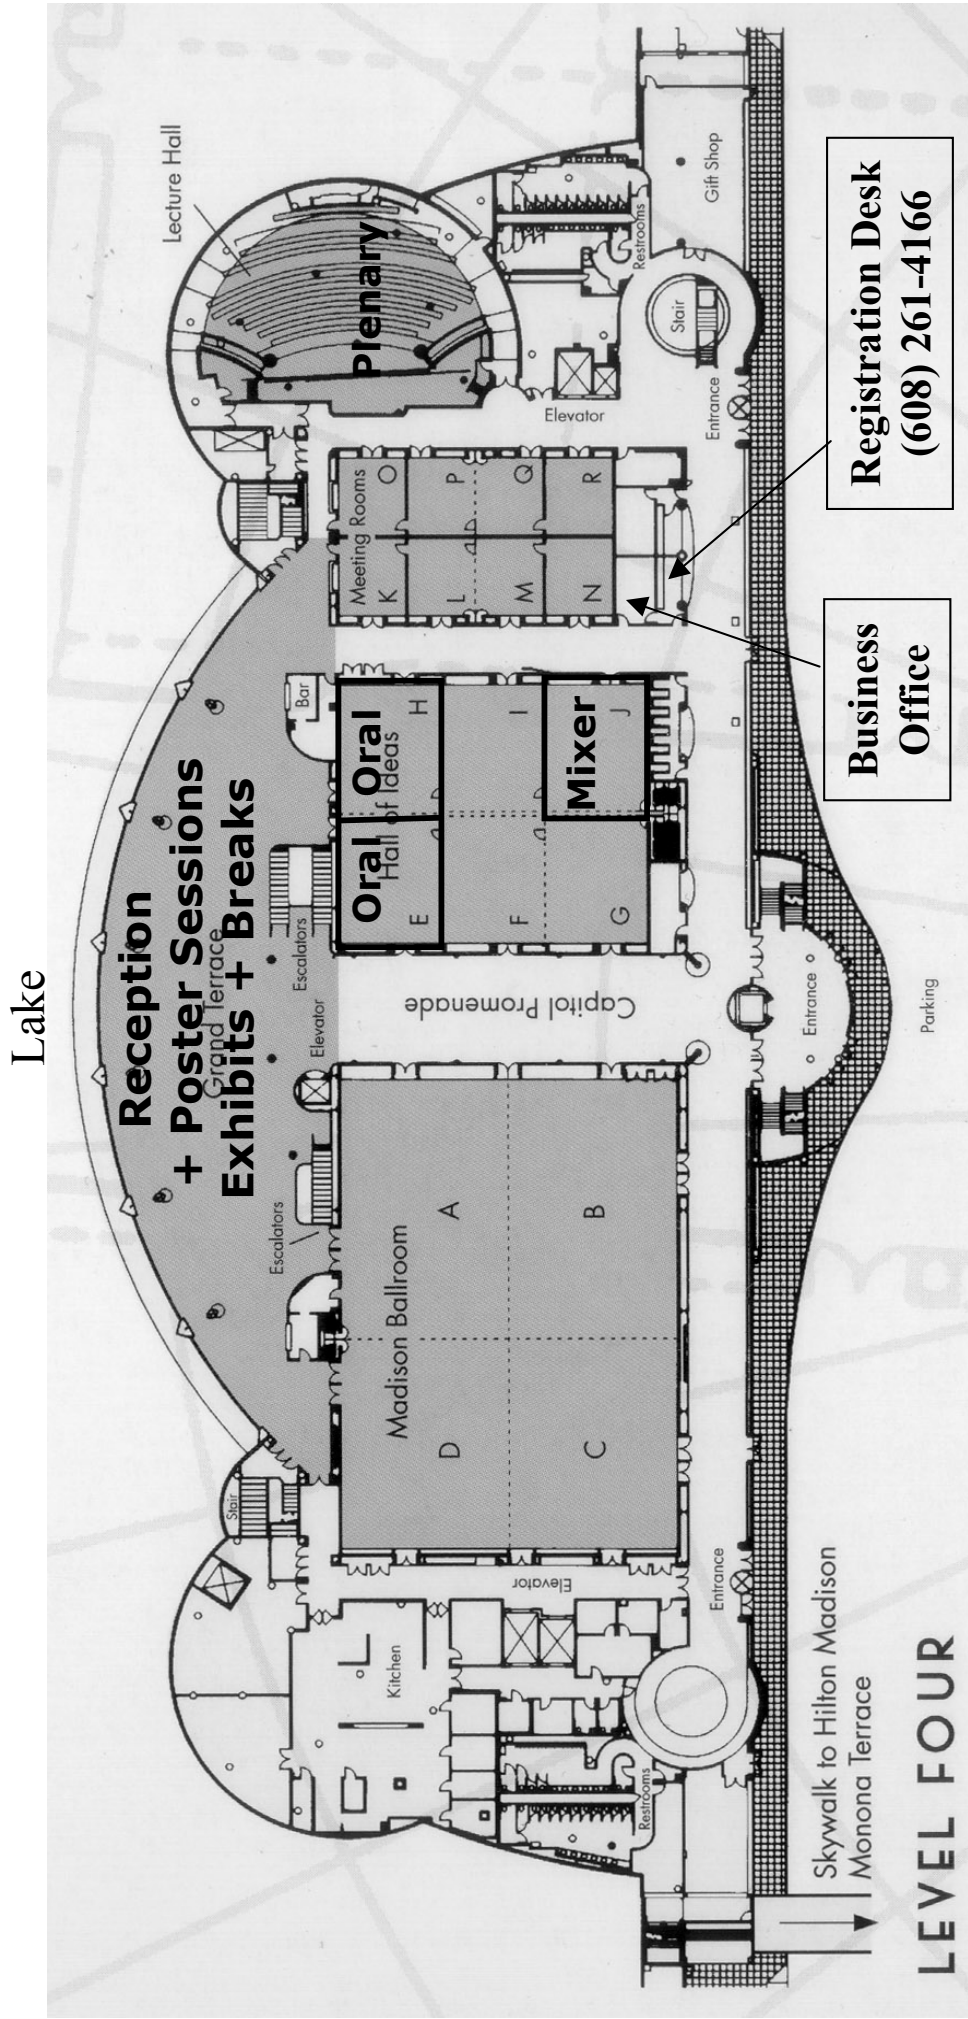 Lake
Lecture Hall
Plenary
Restrooms
Gift Shop
Stair
Elevator
Entrance
Registration Desk
(608) 261-4166
Meeting Rooms
O
P
Q
R
K
L
M
N
Business
Office
Bar
Reception
+ Poster Sessions
Exhibits + Breaks
Grand Terrace
Escalators
Elevator
Oral
Oral
Hall of Ideas
Mixer
H
I
J
E
F
G
Capitol Promenade
Entrance
Parking
Escalators
Madison Ballroom
A
B
D
C
Stair
Elevator
Entrance
Kitchen
Restrooms
Skywalk to Hilton Madison
Monona Terrace
LEVEL FOUR